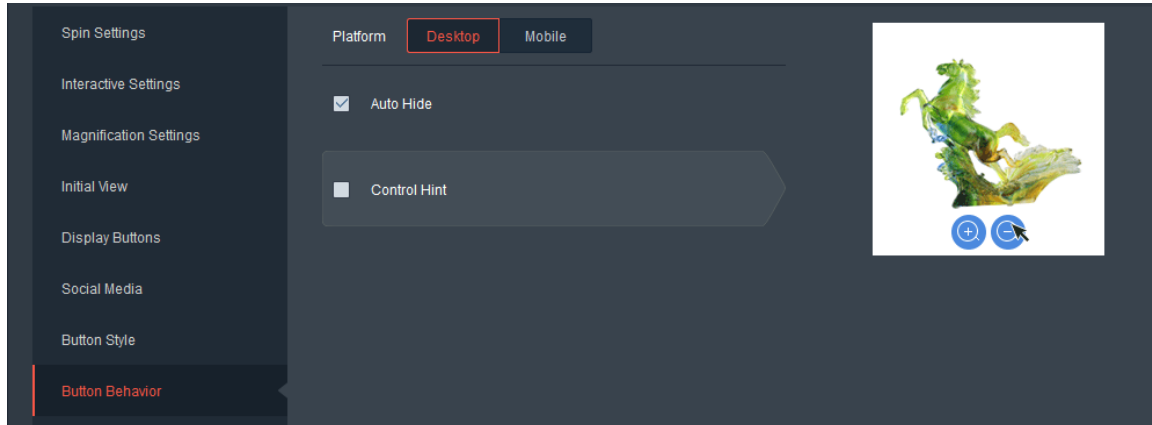 Spin Settings
Interactive Settings
Magnification Settings
Initial View
Display Buttons
Social Media
Button Style
Button Behavior
Platform Desktop Mobile
Auto Hide
Control Hint